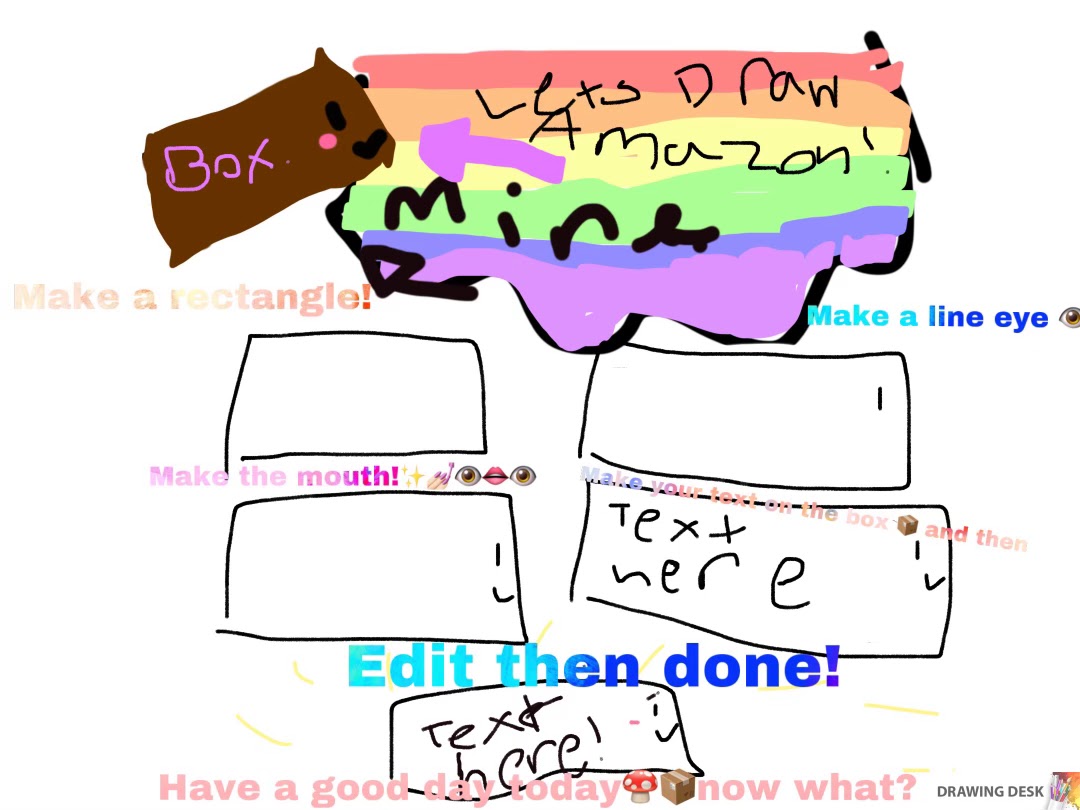 Lets Draw
Amazon!
Box.
Mine
Make a rectangle!
Make a line eye 👁️
Make the mouth!✨💅👁️👄👁️
Make your text on the box 📦 and then
Text
here
Edit then done!
Text
here!
Have a good day today🍄📦now what?
DRAWING DESK